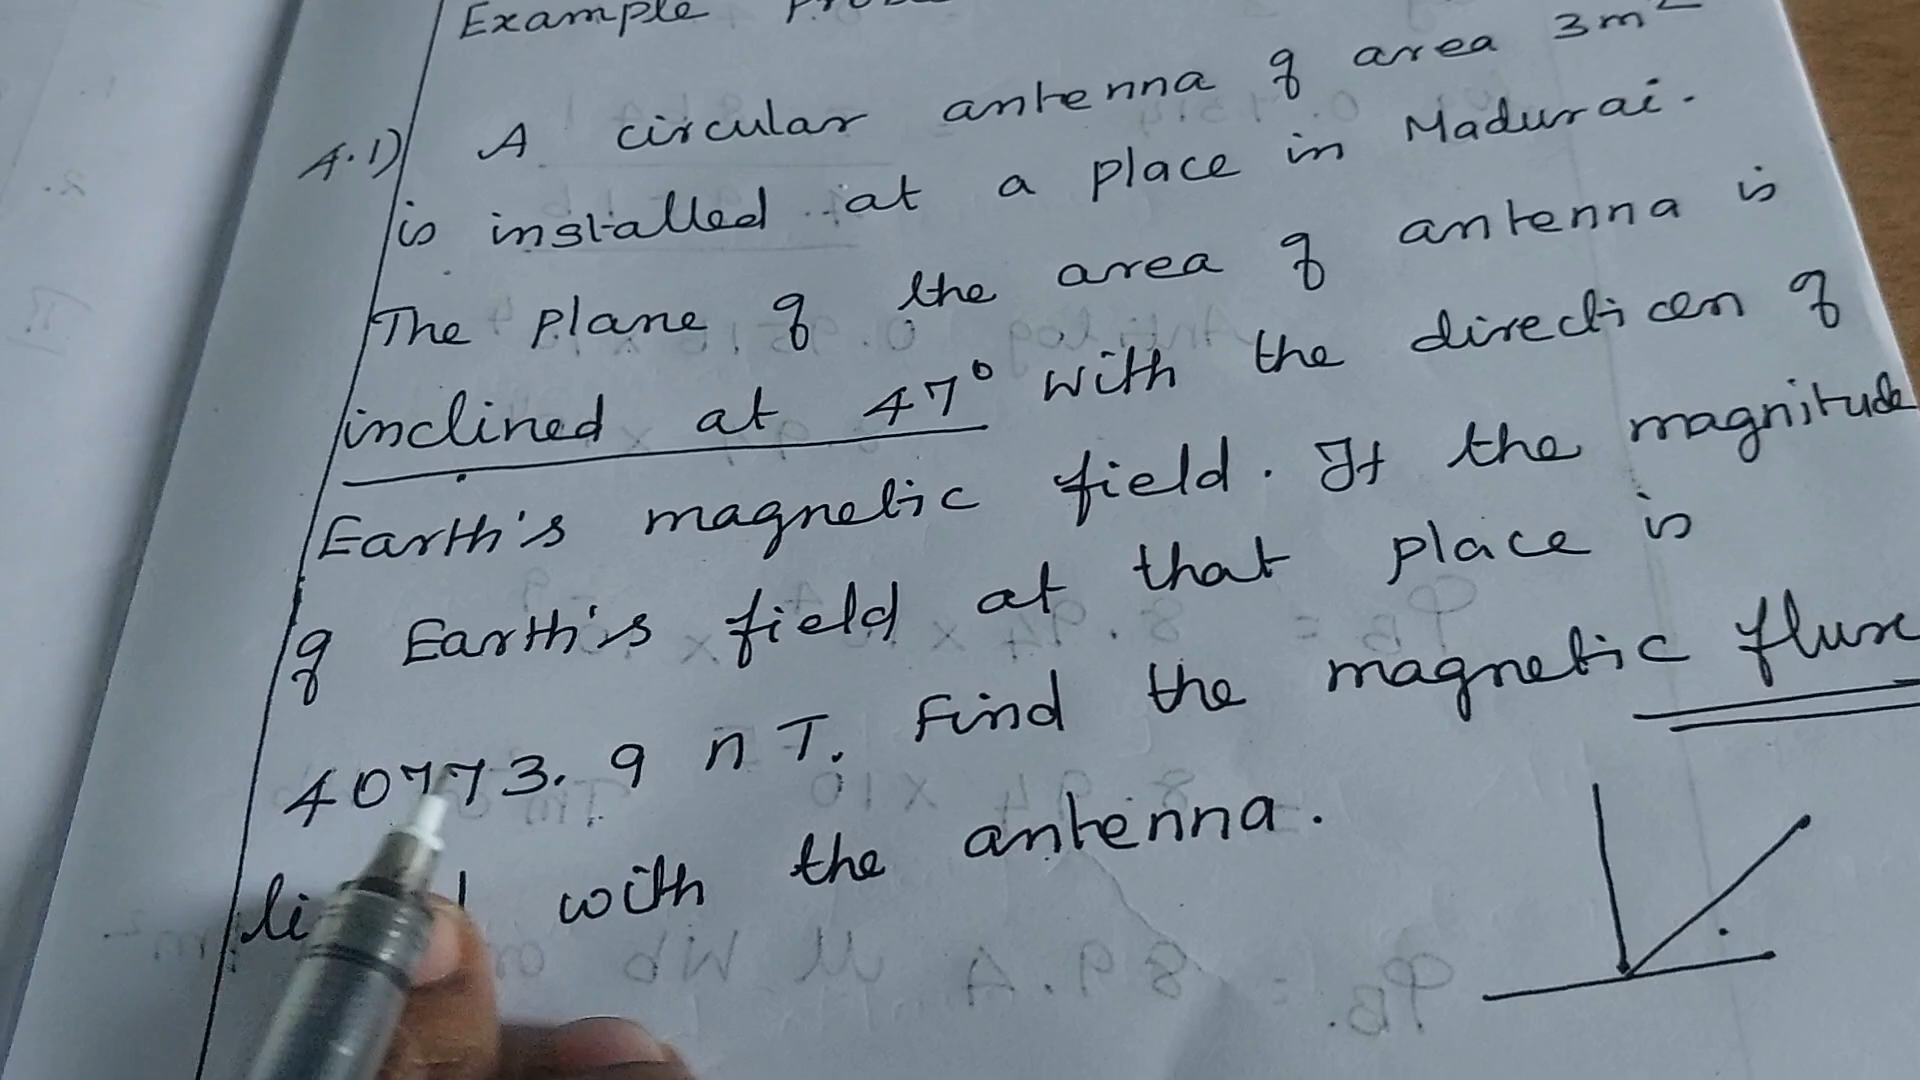 Example
4.1) A circular antenna of area 3m²
is installed at a place in Madurai.
The plane of the area of antenna is
inclined at 47° with the direction of
Earth's magnetic field. If the magnitude
of Earth's field at that place is
40773.9 nT. Find the magnetic flux
with the antenna.